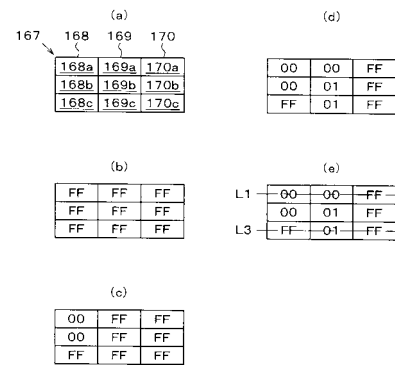 (a)
167 168 169 170
168a 169a 170a
168b 169b 170b
168c 169c 170c
(b)
FF FF FF
FF FF FF
FF FF FF
(c)
00 FF FF
00 FF FF
FF FF FF
(d)
00 00 FF
00 01 FF
FF 01 FF
(e)
L1 00 00 FF
00 01 FF
L3 FF 01 FF